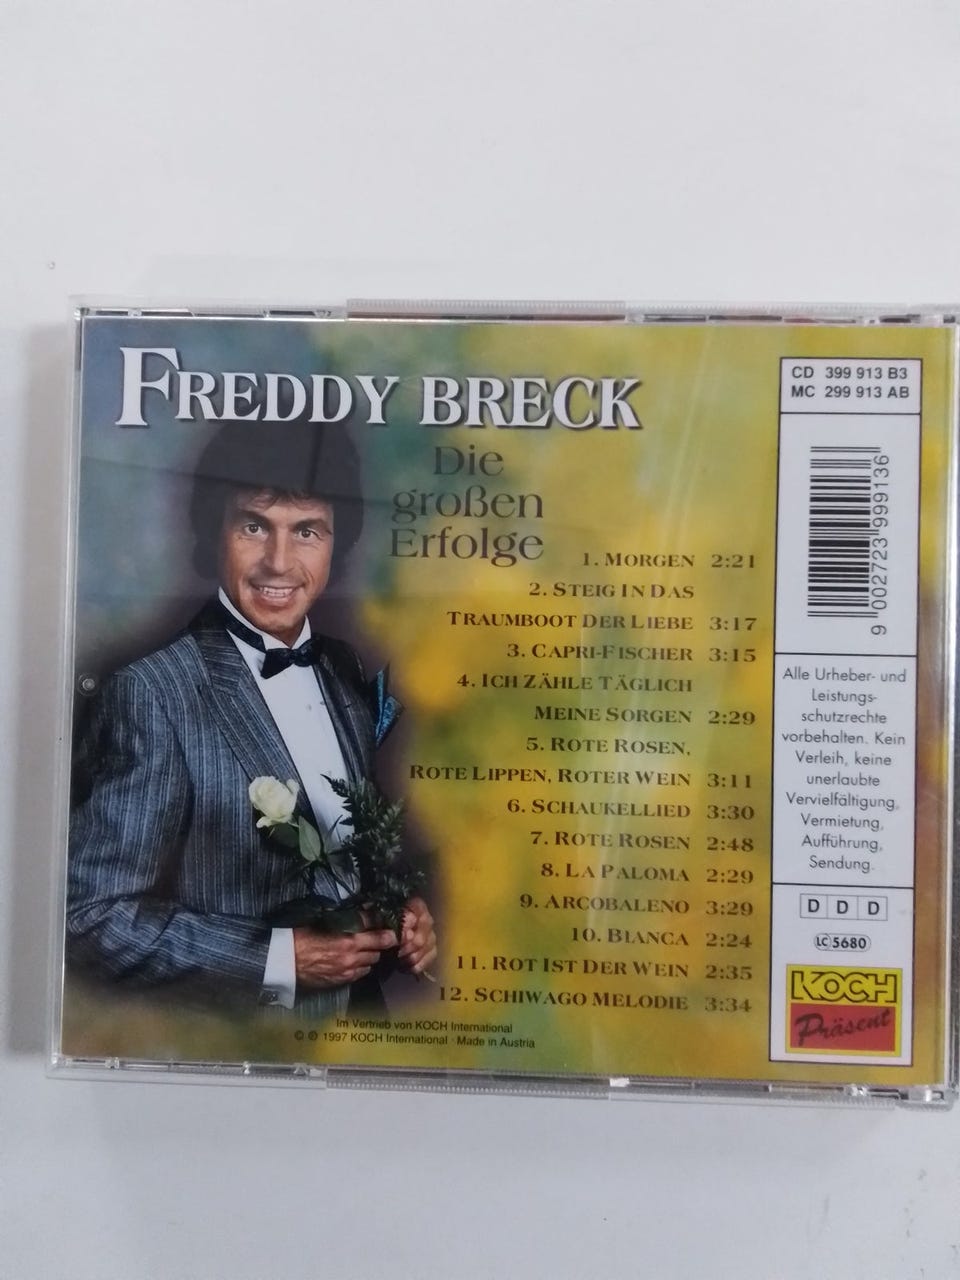 FREDDY BRECK
Die
großen
Erfolge
1. MORGEN 2:21
2. STEIG IN DAS
TRAUMBOOT DER LIEBE 3:17
3. CAPRI-FISCHER 3:15
4. ICH ZÄHLE TÄGLICH
MEINE SORGEN 2:29
5. ROTE ROSEN,
ROTE LIPPEN, ROTER WEIN 3:11
6. SCHAUKELLIED 3:30
7. ROTE ROSEN 2:48
8. LA PALOMA 2:29
9. ARCOBALENO 3:29
10. BIANCA 2:24
11. ROT IST DER WEIN 2:35
12. SCHIWAGO MELODIE 3:34
Im Vertrieb von KOCH International
© ℗ 1997 KOCH International · Made in Austria
CD 399 913 B3
MC 299 913 AB
9 002723 999136
Alle Urheber- und
Leistungs-
schutzrechte
vorbehalten. Kein
Verleih, keine
unerlaubte
Vervielfältigung,
Vermietung,
Aufführung,
Sendung.
D D D
LC 5680
KOCH
Präsent